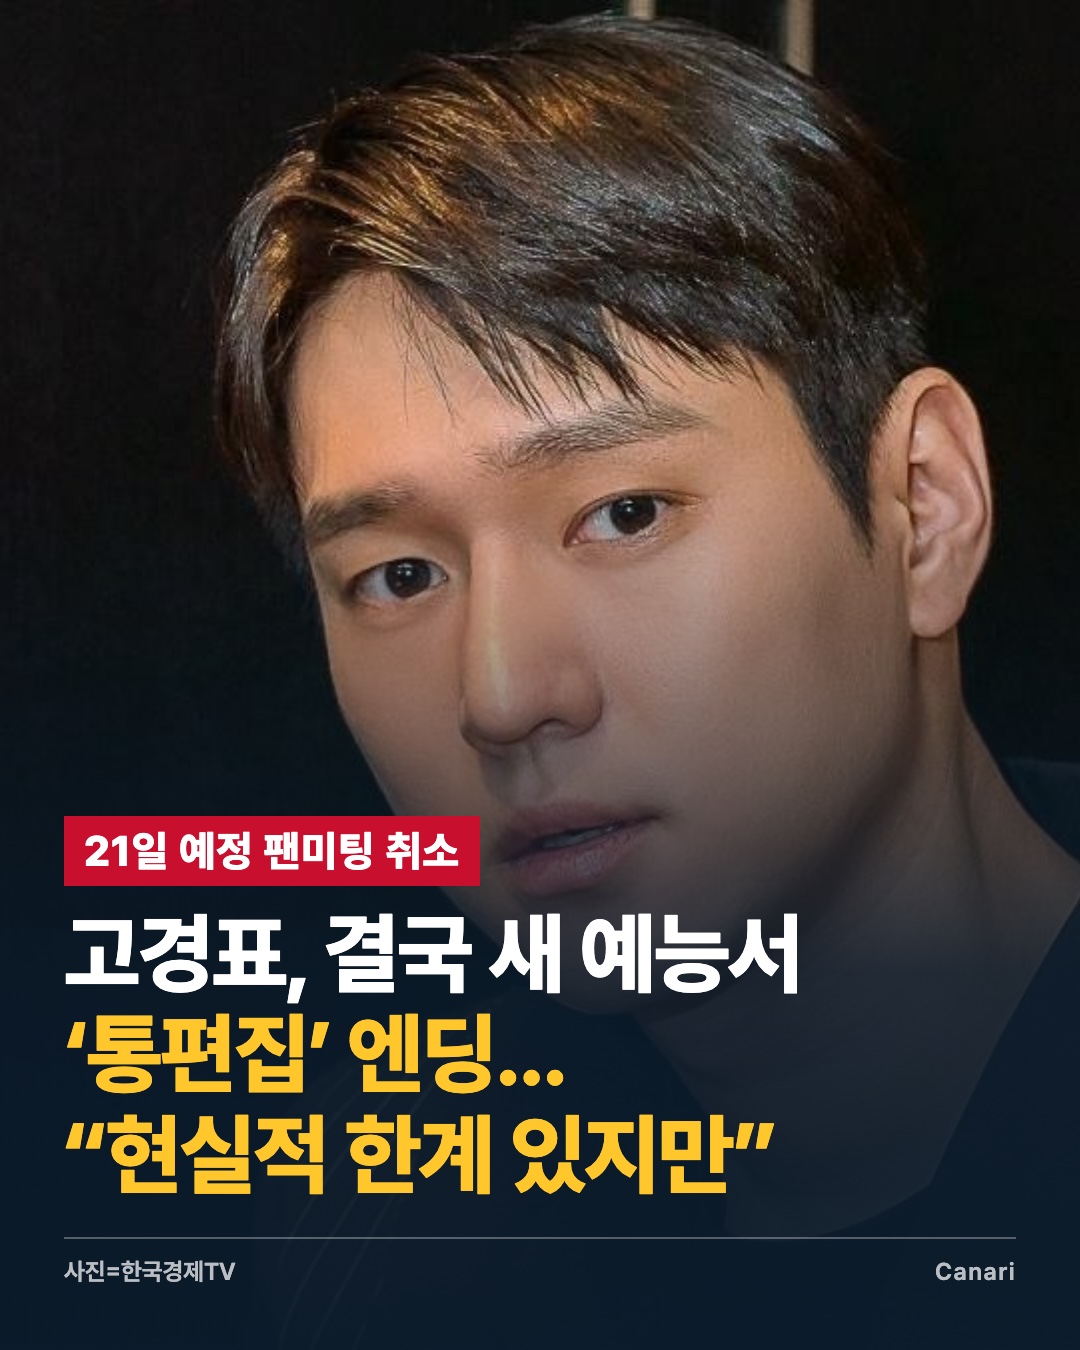 21일 예정 팬미팅 취소
고경표, 결국 새 예능서
‘통편집’ 엔딩...
“현실적 한계 있지만”
사진=한국경제TV
Canari